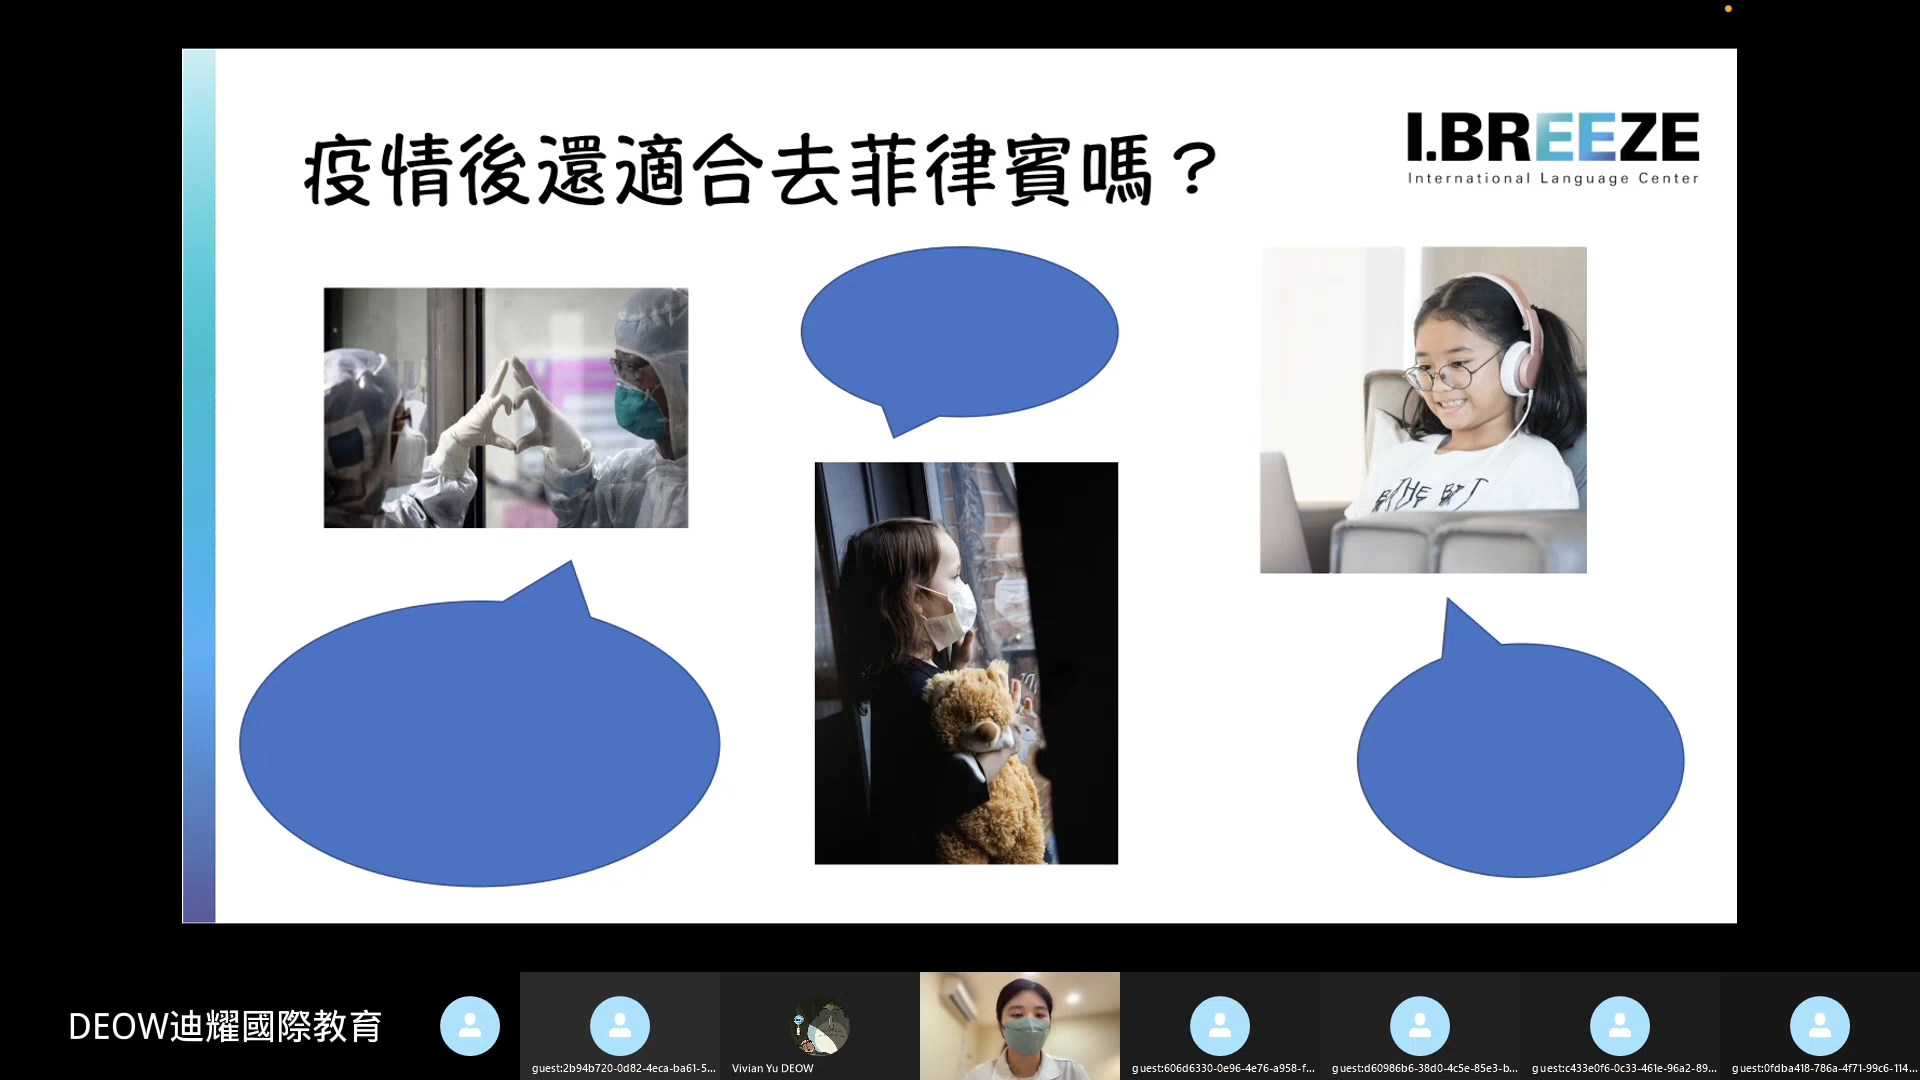 疫情後還適合去菲律賓嗎？
I.BREEZE
International Language Center
DEOW迪耀國際教育
guest:2b94b720-0d82-4eca-ba61-5...
Vivian Yu DEOW
guest:606d6330-0e96-4e76-a958-f...
guest:d60986b6-38d0-4c5e-85e3-b...
guest:c433e0f6-0c33-461e-96a2-89...
guest:0fdba418-786a-4f71-99c6-114...